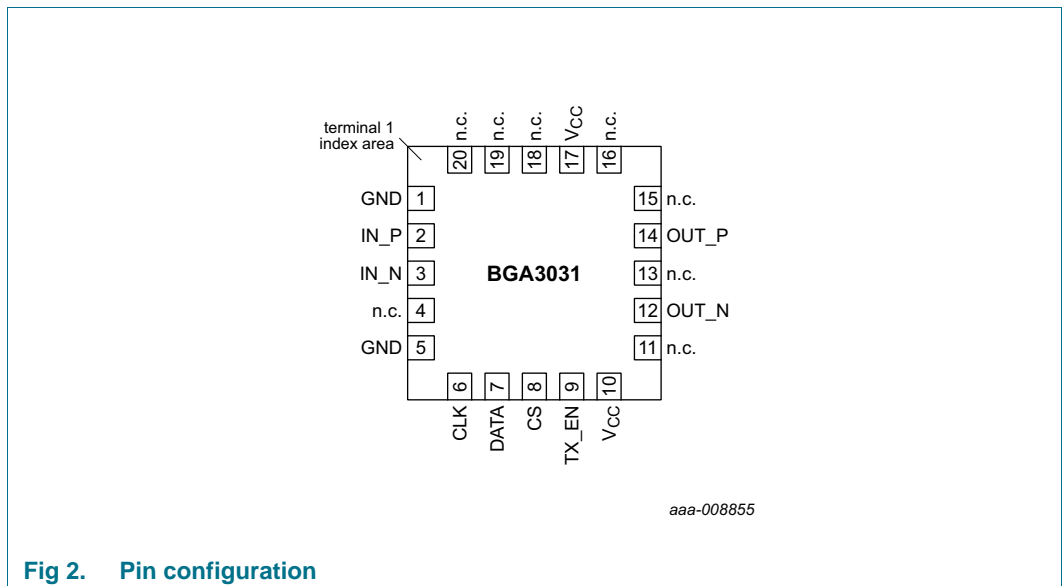 terminal 1
index area
20 n.c.
19 n.c.
18 n.c.
17 VCC
16 n.c.
GND 1
IN_P 2
IN_N 3
n.c. 4
GND 5
BGA3031
15 n.c.
14 OUT_P
13 n.c.
12 OUT_N
11 n.c.
6 CLK
7 DATA
8 CS
9 TX_EN
10 VCC
aaa-008855
Fig 2. Pin configuration